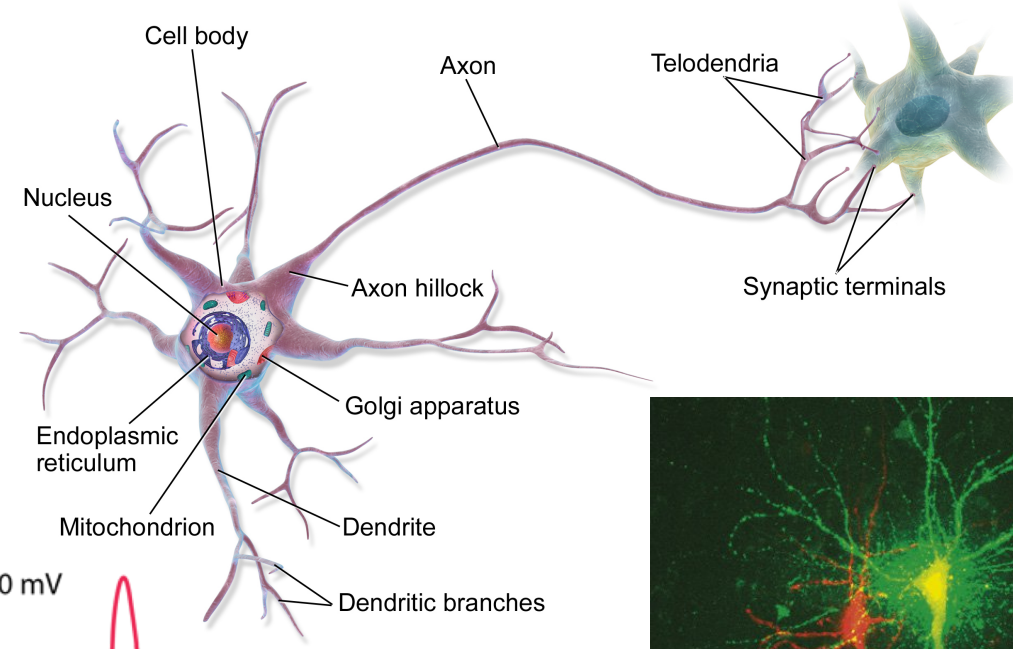 Cell body
Axon
Telodendria
Nucleus
Axon hillock
Synaptic terminals
Golgi apparatus
Endoplasmic
reticulum
Mitochondrion
Dendrite
0 mV
Dendritic branches